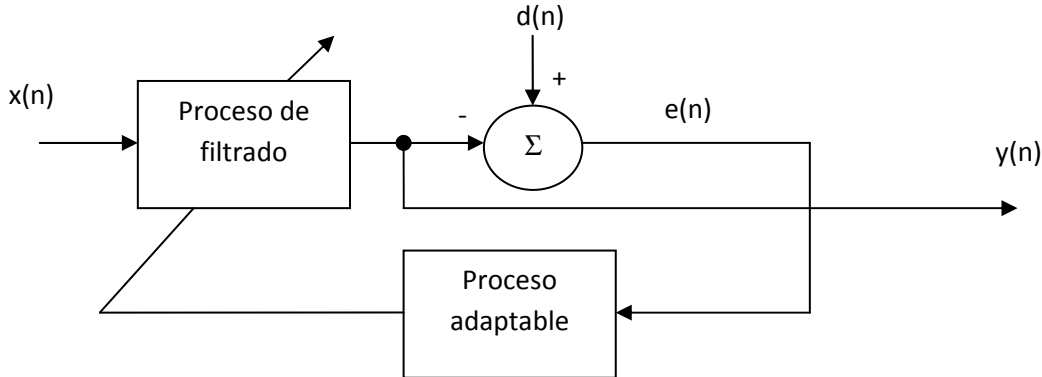 d(n)
x(n)
+
Proceso de
filtrado
-
Σ
e(n)
y(n)
Proceso
adaptable